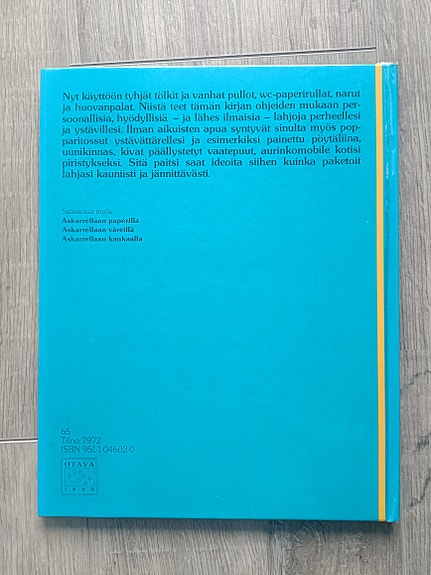 Nyt käyttöön tyhjät tölkit ja vanhat pullot, wc-paperirullat, narut
ja huovanpalat. Niistä teet tämän kirjan ohjeiden mukaan per-
soonallisia, hyödyllisiä – ja lähes ilmaisia – lahjoja perheellesi
ja ystävillesi. Ilman aikuisten apua syntyvät sinulta myös pop-
paritossut ystävättärellesi ja esimerkiksi painettu pöytäliina,
uunikinnas, kivat päällystetyt vaatepuut, aurinkomobile kotisi
piristykseksi. Sitä paitsi saat ideoita siihen kuinka paketoit
lahjasi kauniisti ja jännittävästi.
Saatavissa myös
Askarrellaan paperilla
Askarrellaan väreillä
Askarrellaan kankaalla
65
Tilno 7972
ISBN 951-1-04602-0
OTAVA
1890